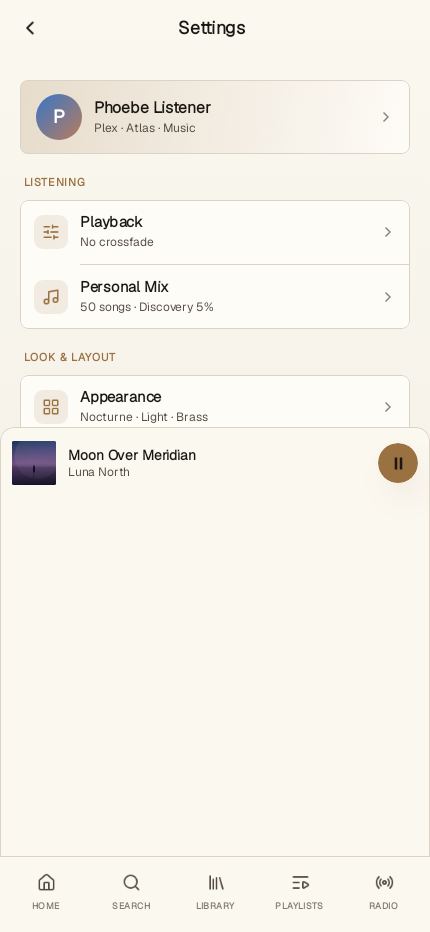 Settings
P
Phoebe Listener
Plex · Atlas · Music
LISTENING
Playback
No crossfade
Personal Mix
50 songs · Discovery 5%
LOOK & LAYOUT
Appearance
Nocturne · Light · Brass
Moon Over Meridian
Luna North
HOME
SEARCH
LIBRARY
PLAYLISTS
RADIO